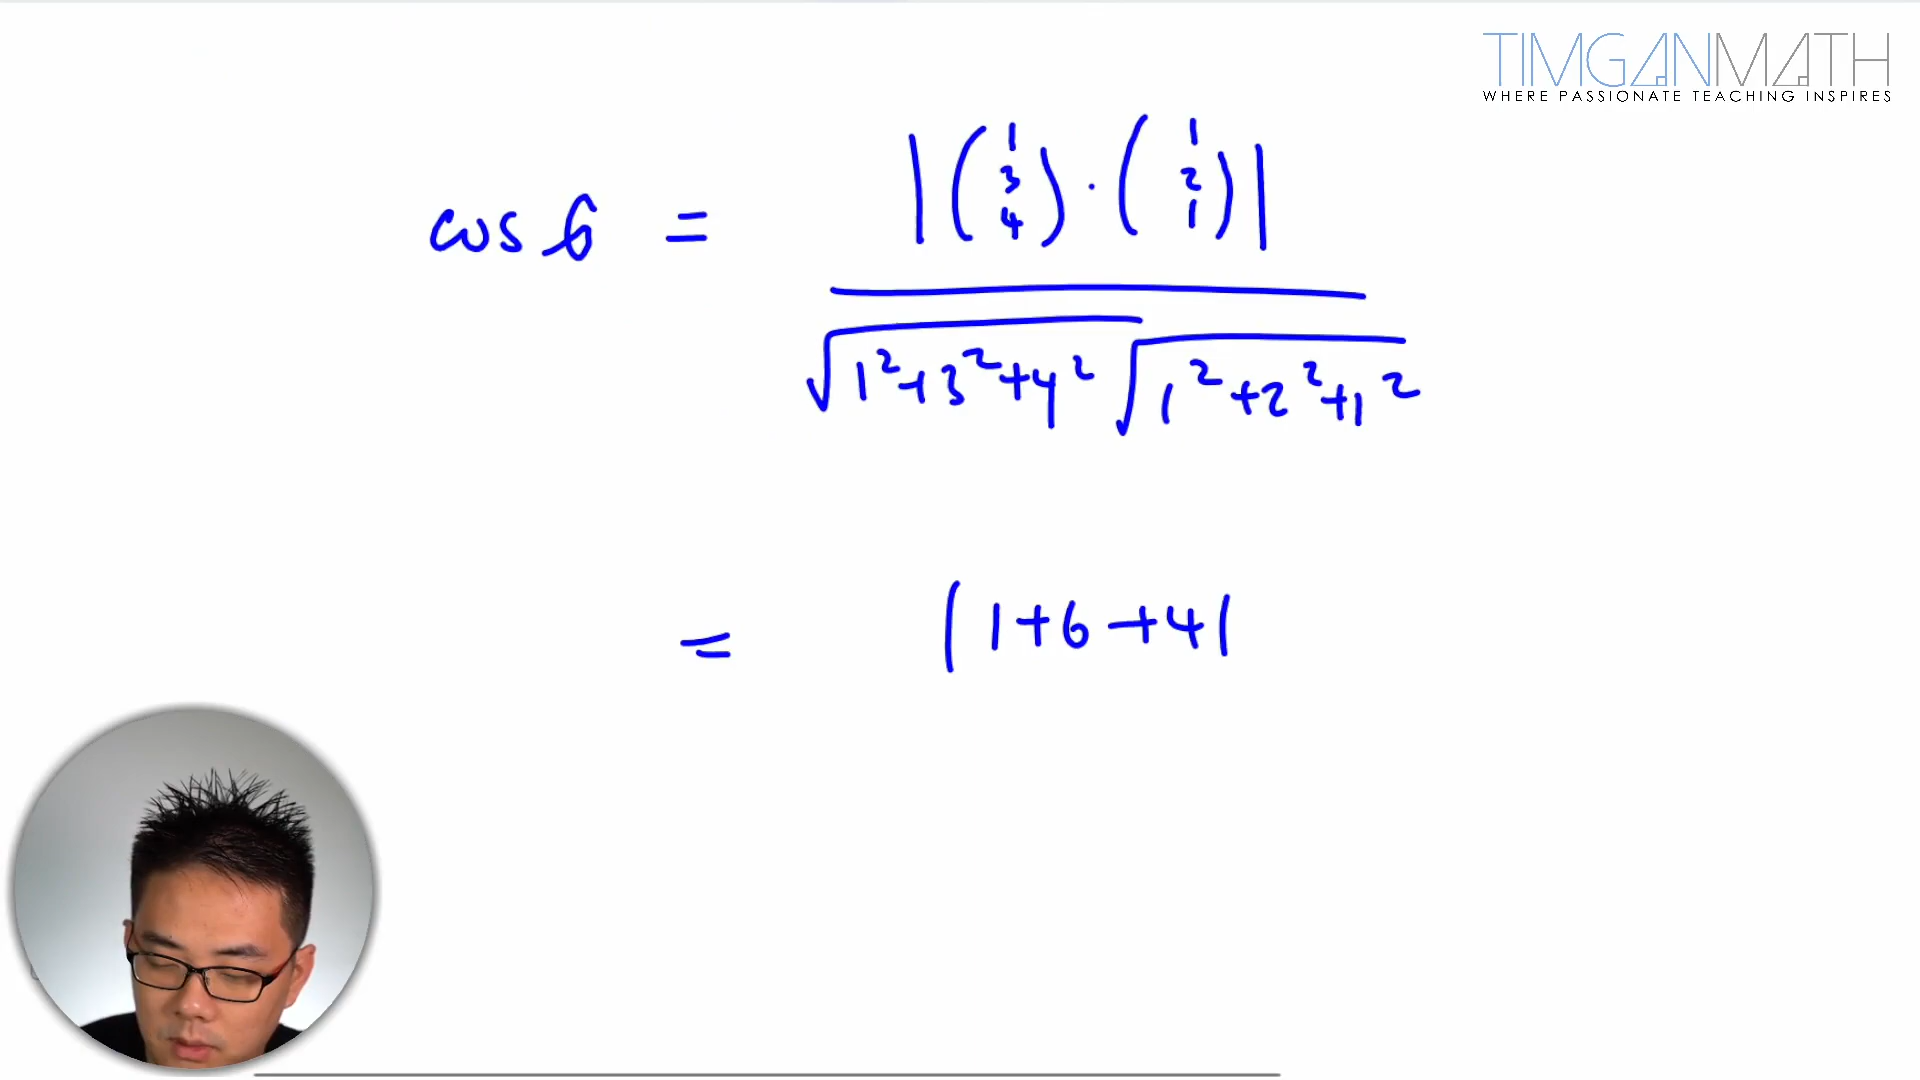 TIMGANMATH
WHERE PASSIONATE TEACHING INSPIRES
cos θ = |(1 3 4) · (1 2 1)|
√1²+3²+4² √1²+2²+1²
= |1+6+4|